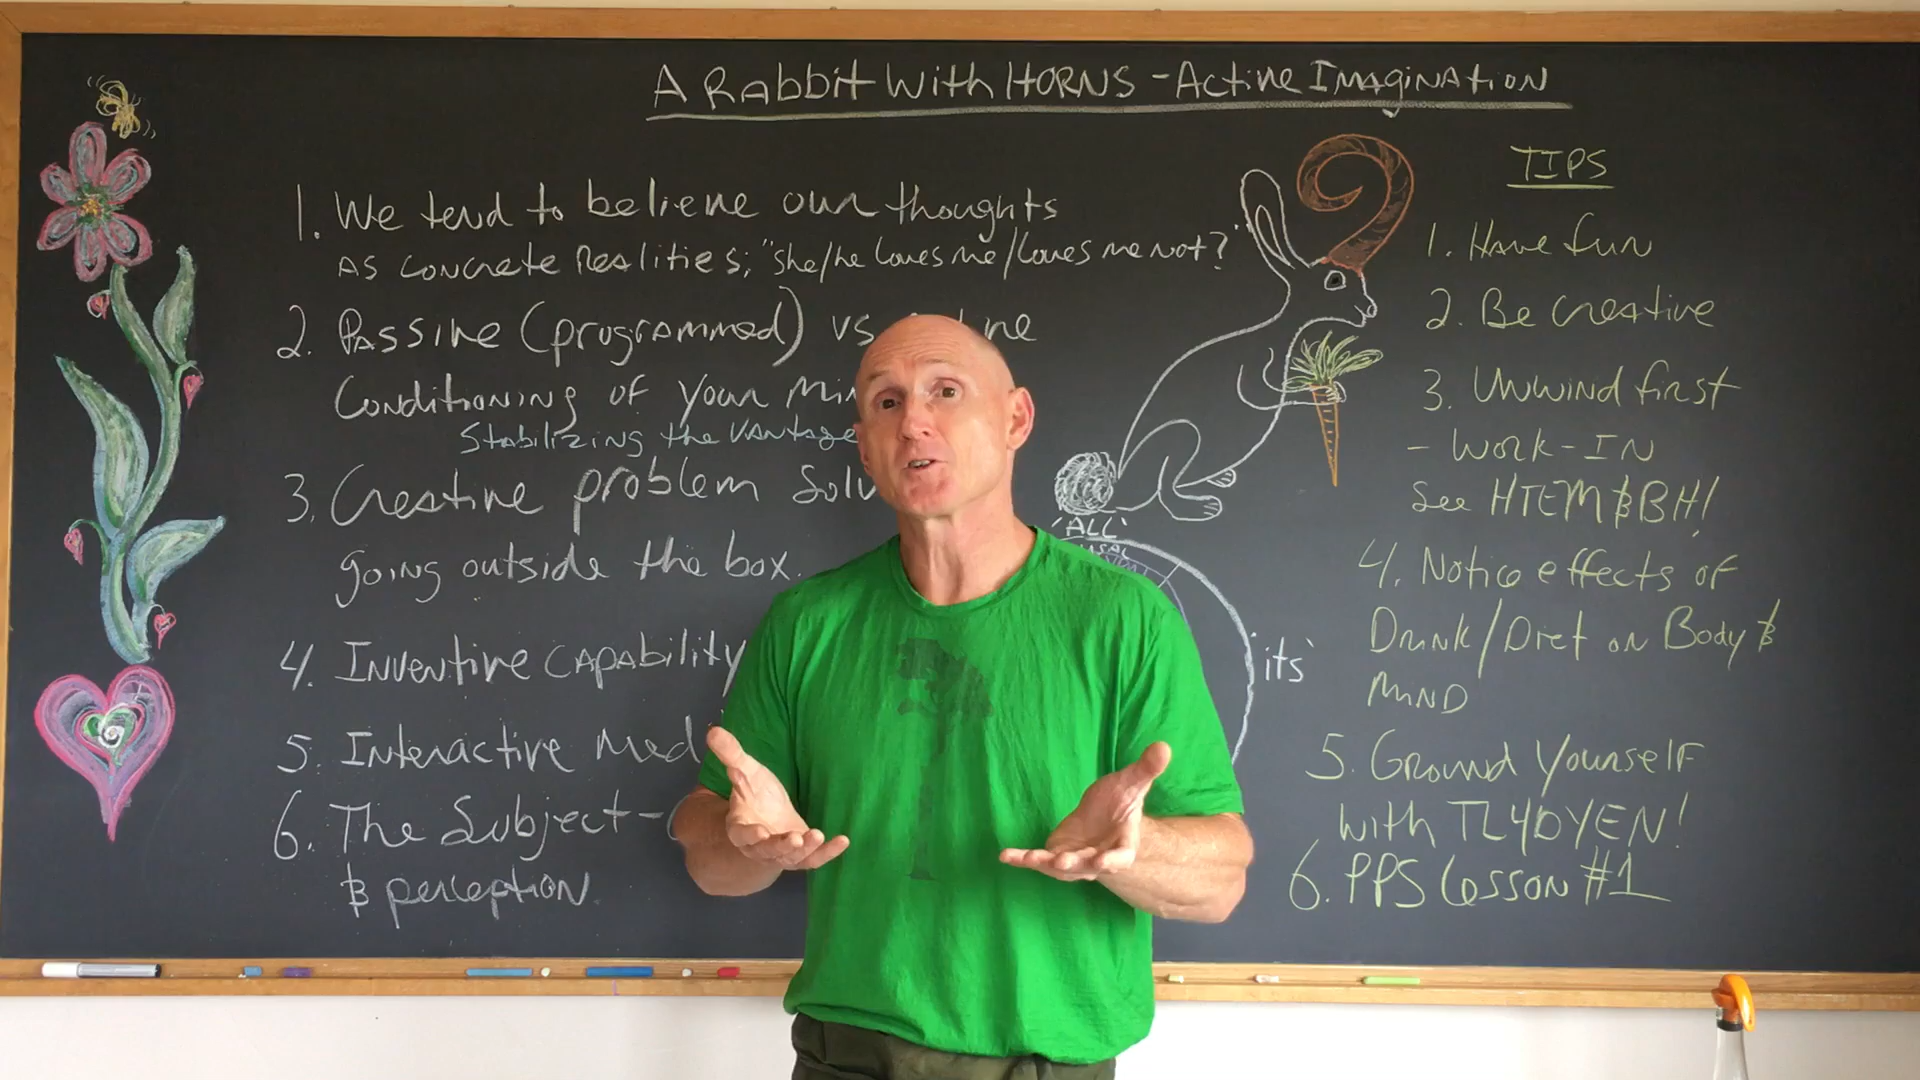 A Rabbit With HORNS - Active IMAGINATION
1. We tend to believe our thoughts
AS CONCRETE Realities; "She/he Loves me/Loves me not?"
2. Passive (programmed) vs
Conditioning of Your
Stabilizing the Vantage
3. Creative problem
going outside the box.
4. INVENTIVE CAPABILITY
5. Interactive
6. The Subject -
& perception
'ALL'
'its'
TIPS
1. Have fun
2. Be Creative
3. Unwind first
- Work-IN
See HTEM&BH!
4. Notice effects of
Drink/Diet on Body &
MIND
5. Ground Yourself
with TL4DYEN!
6. PPS Lesson #1